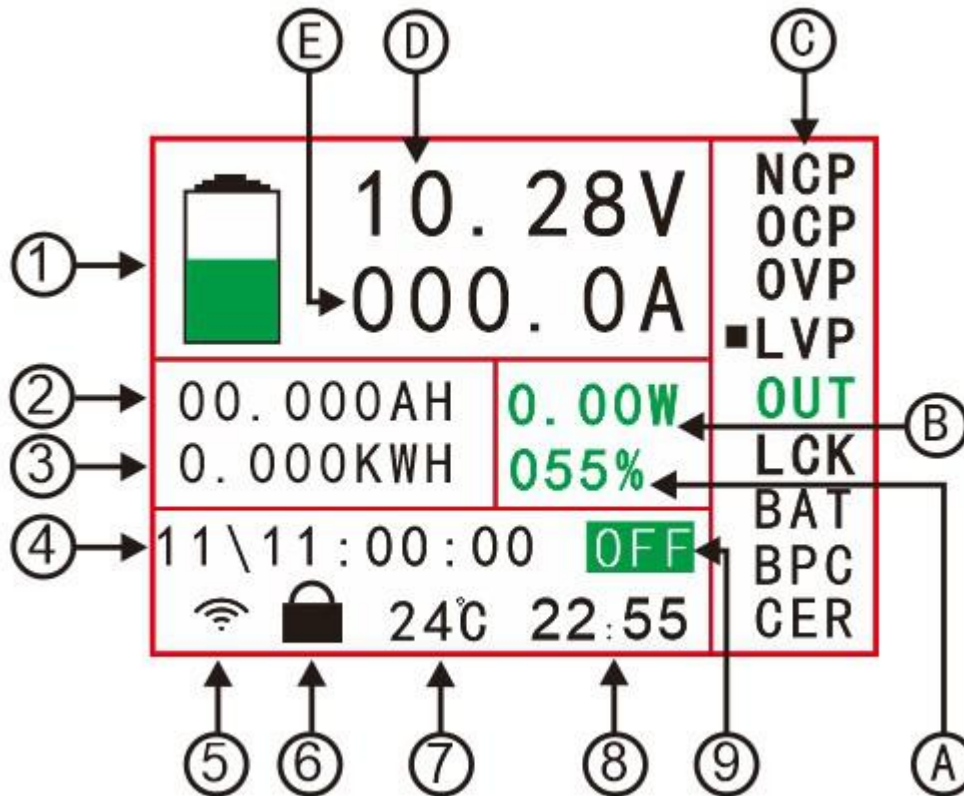 E D C
10. 28V
000. 0A
NCP
OCP
OVP
LVP
OUT
LCK
BAT
BPC
CER
1
2
00. 000AH
0. 00W
3
0. 000KWH
055%
B
4
11\11:00:00
OFF
24℃
22:55
5 6 7 8 9 A